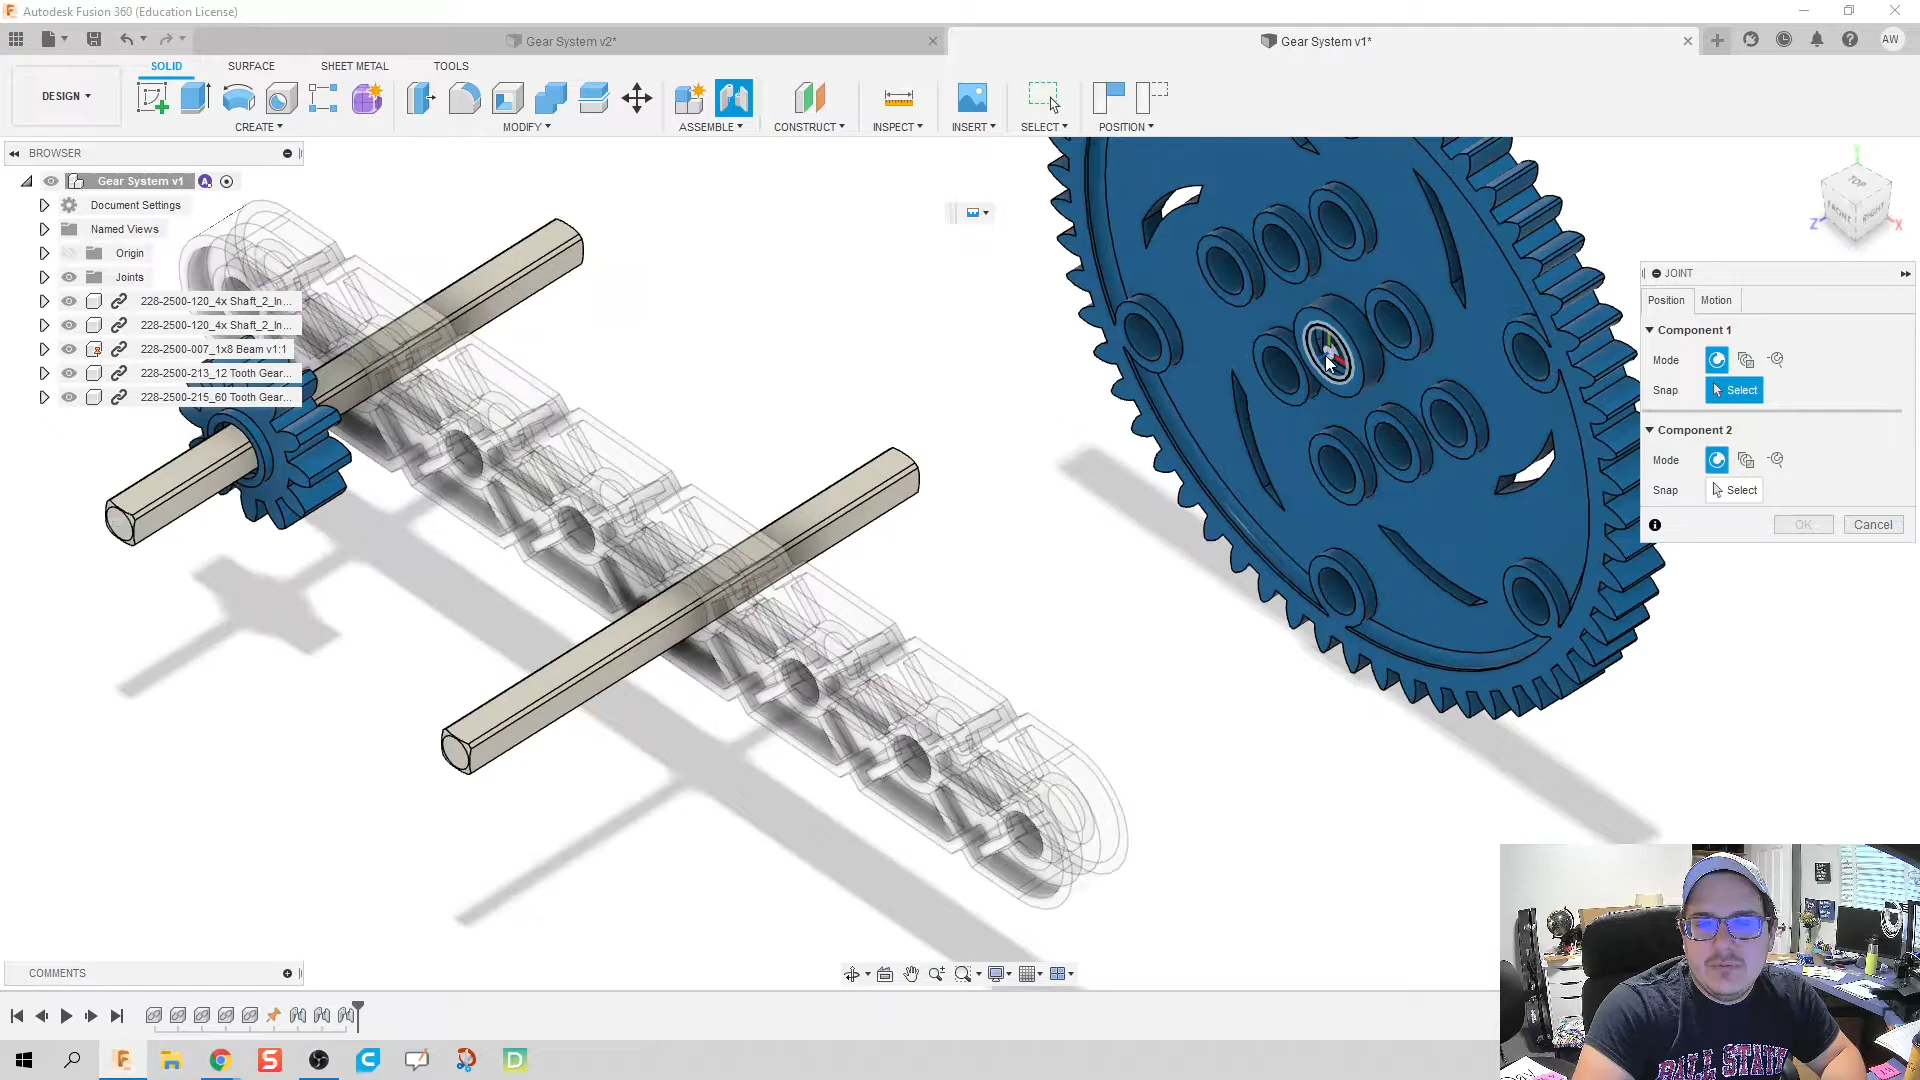 Autodesk Fusion 360 (Education License)
Gear System v2*
Gear System v1*
AW
DESIGN
SOLID
SURFACE
SHEET METAL
TOOLS
CREATE
MODIFY
ASSEMBLE
CONSTRUCT
INSPECT
INSERT
SELECT
POSITION
BROWSER
Gear System v1
A
Document Settings
Named Views
Origin
Joints
228-2500-120_4x Shaft_2_In...
228-2500-120_4x Shaft_2_In...
228-2500-007_1x8 Beam v1:1
228-2500-213_12 Tooth Gear...
228-2500-215_60 Tooth Gear...
Y
TOP
FRONT
RIGHT
Z
X
JOINT
Position
Motion
Component 1
Mode
Snap
Select
Component 2
Mode
Snap
Select
OK
Cancel
COMMENTS
BALL STATE